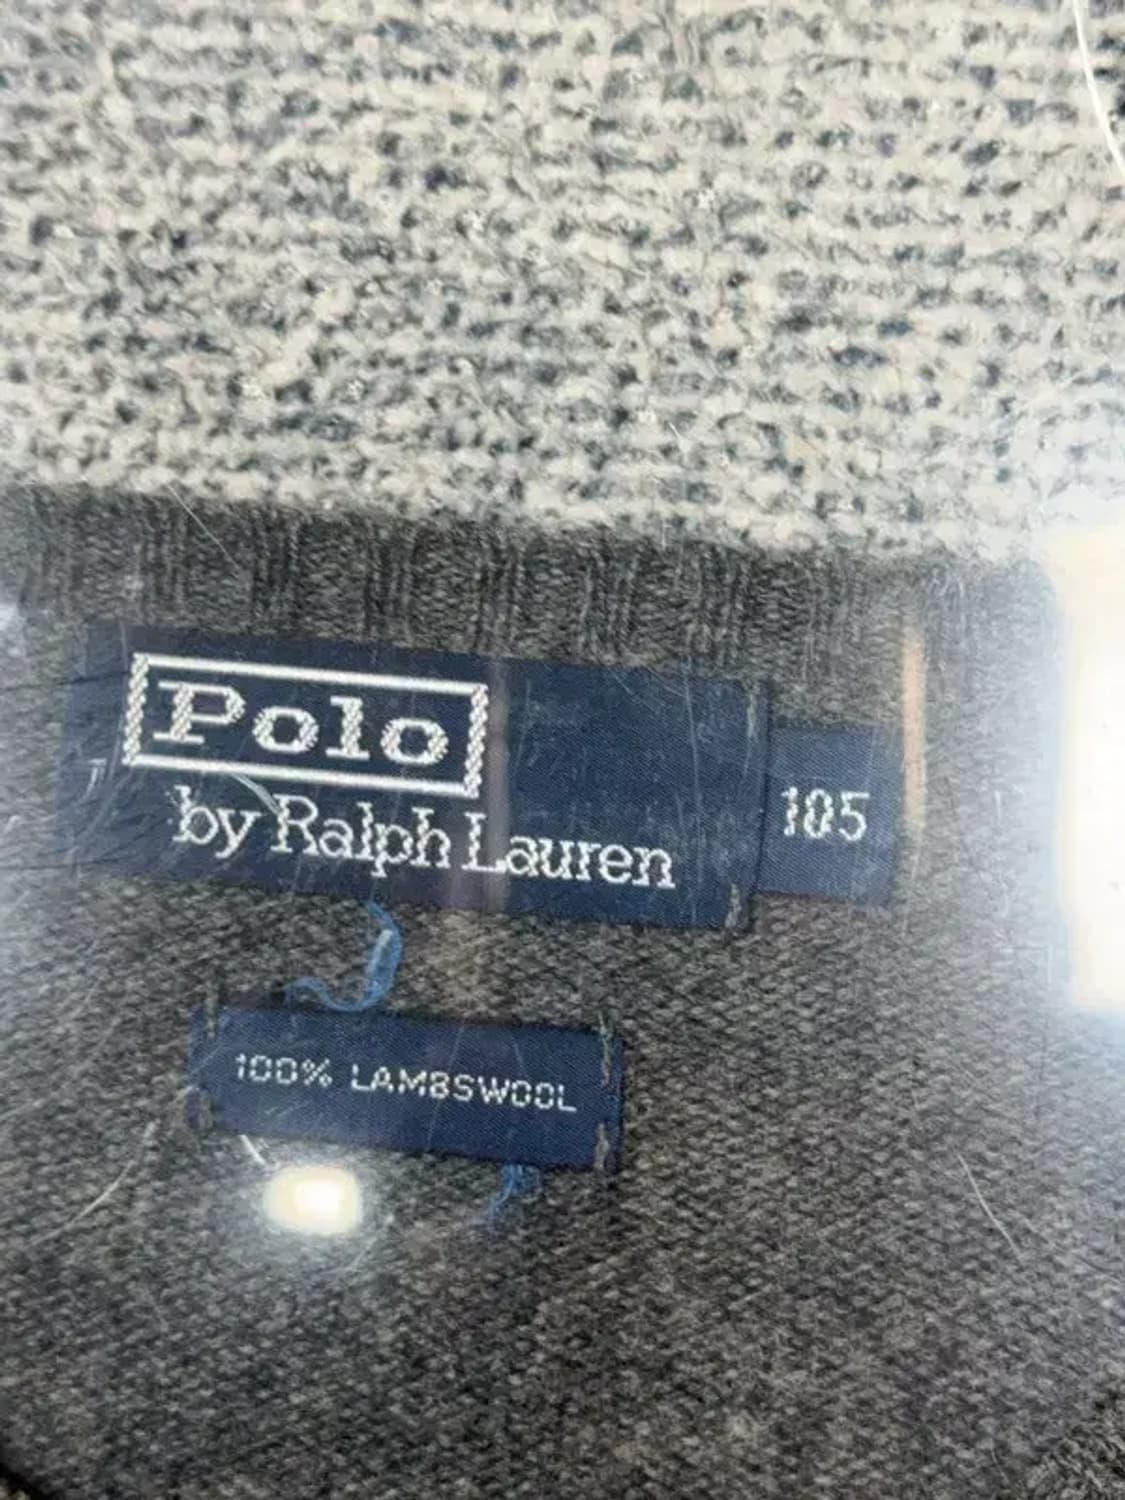 Polo
by Ralph Lauren
105
100% LAMBSWOOL